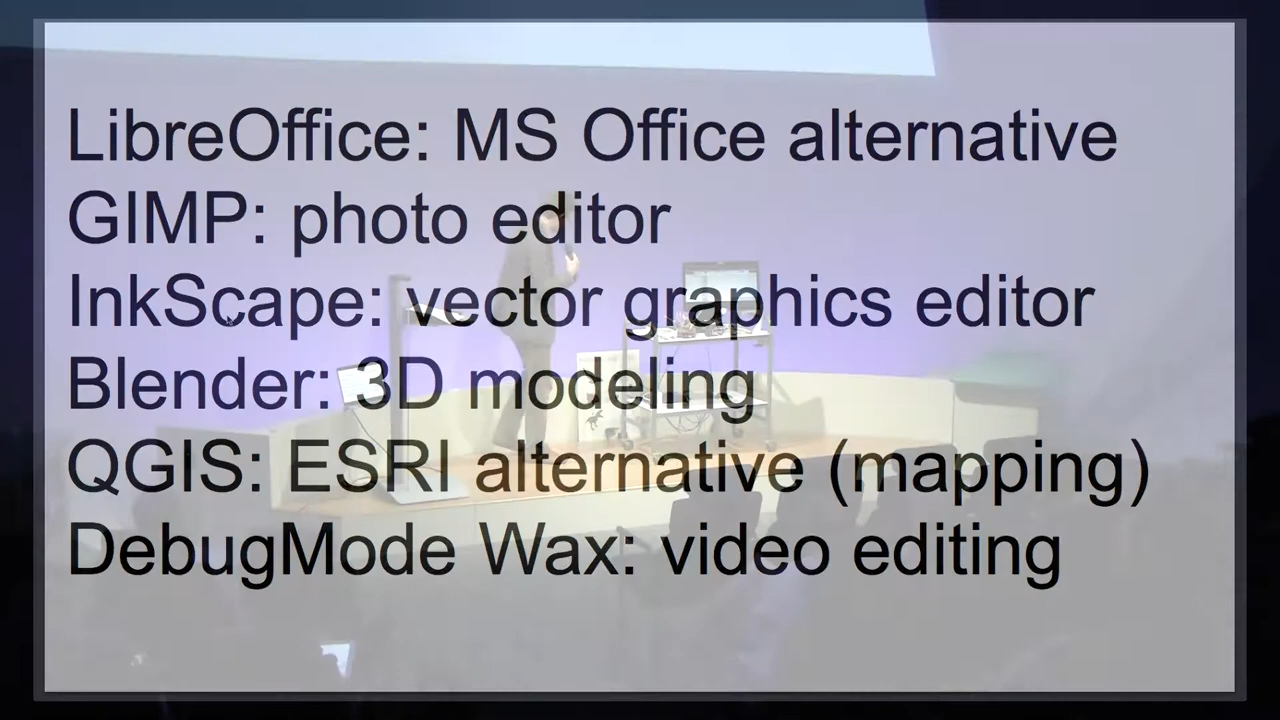 LibreOffice: MS Office alternative
GIMP: photo editor
InkScape: vector graphics editor
Blender: 3D modeling
QGIS: ESRI alternative (mapping)
DebugMode Wax: video editing